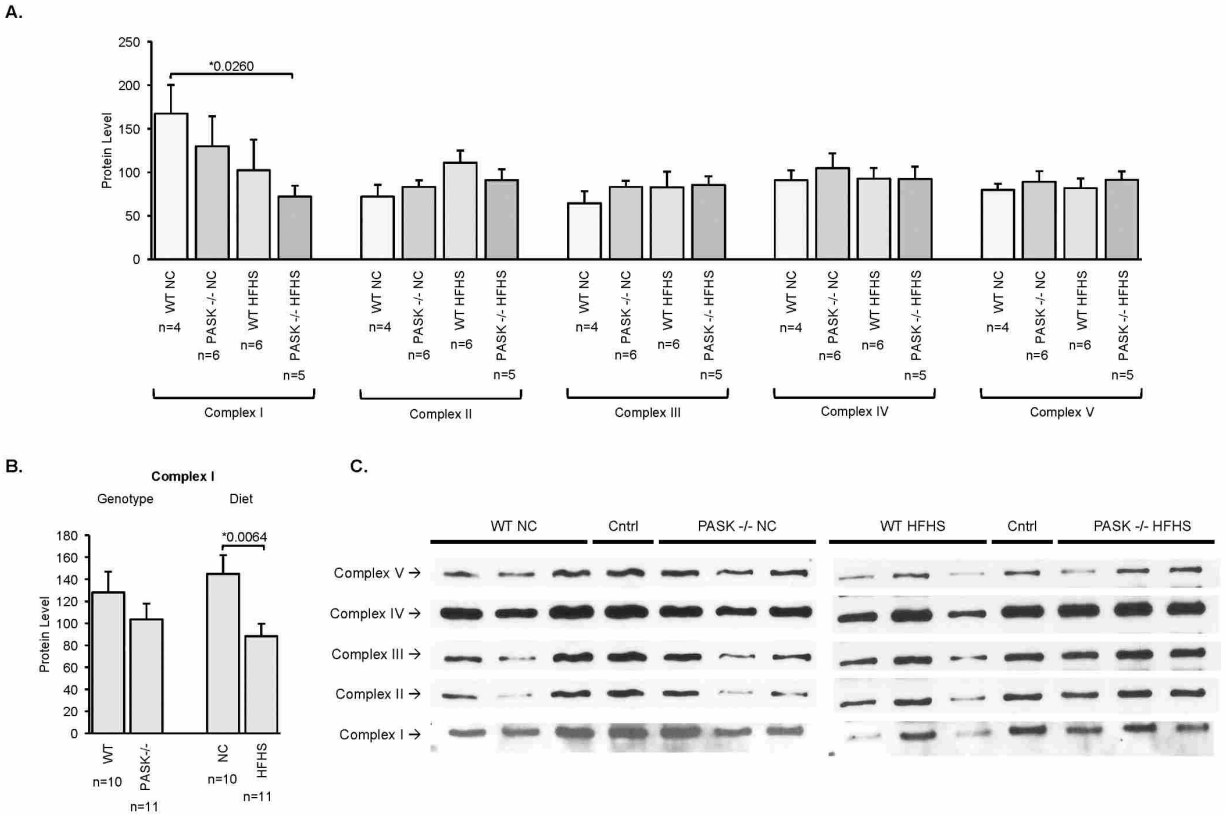 A.
250
200
150
100
50
0
Protein Level
*0.0260
WT NC
n=4
PASK -/- NC
n=6
WT HFHS
n=6
PASK -/- HFHS
n=5
Complex I
WT NC
n=4
PASK -/- NC
n=6
WT HFHS
n=6
PASK -/- HFHS
n=5
Complex II
WT NC
n=4
PASK -/- NC
n=6
WT HFHS
n=6
PASK -/- HFHS
n=5
Complex III
WT NC
n=4
PASK -/- NC
n=6
WT HFHS
n=6
PASK -/- HFHS
n=5
Complex IV
WT NC
n=4
PASK -/- NC
n=6
WT HFHS
n=6
PASK -/- HFHS
n=5
Complex V
B.
Complex I
Genotype Diet
180
160
140
120
100
80
60
40
20
0
Protein Level
*0.0064
WT
n=10
PASK-/-
n=11
NC
n=10
HFHS
n=11
C.
WT NC Cntrl PASK -/- NC WT HFHS Cntrl PASK -/- HFHS
Complex V →
Complex IV →
Complex III →
Complex II →
Complex I →